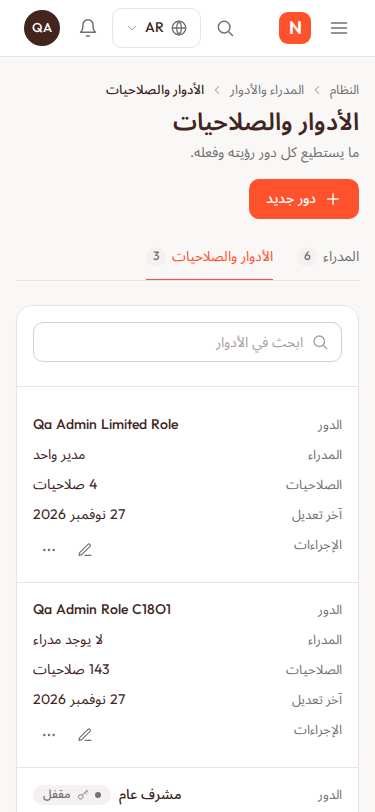 N
AR
QA
النظام
المدراء والأدوار
الأدوار والصلاحيات
الأدوار والصلاحيات
ما يستطيع كل دور رؤيته وفعله.
دور جديد
المدراء 6
الأدوار والصلاحيات 3
ابحث في الأدوار
الدور Qa Admin Limited Role
المدراء مدير واحد
الصلاحيات 4 صلاحيات
آخر تعديل 27 نوفمبر 2026
الإجراءات
الدور Qa Admin Role C18O1
المدراء لا يوجد مدراء
الصلاحيات 143 صلاحيات
آخر تعديل 27 نوفمبر 2026
الإجراءات
الدور مشرف عام مقفل